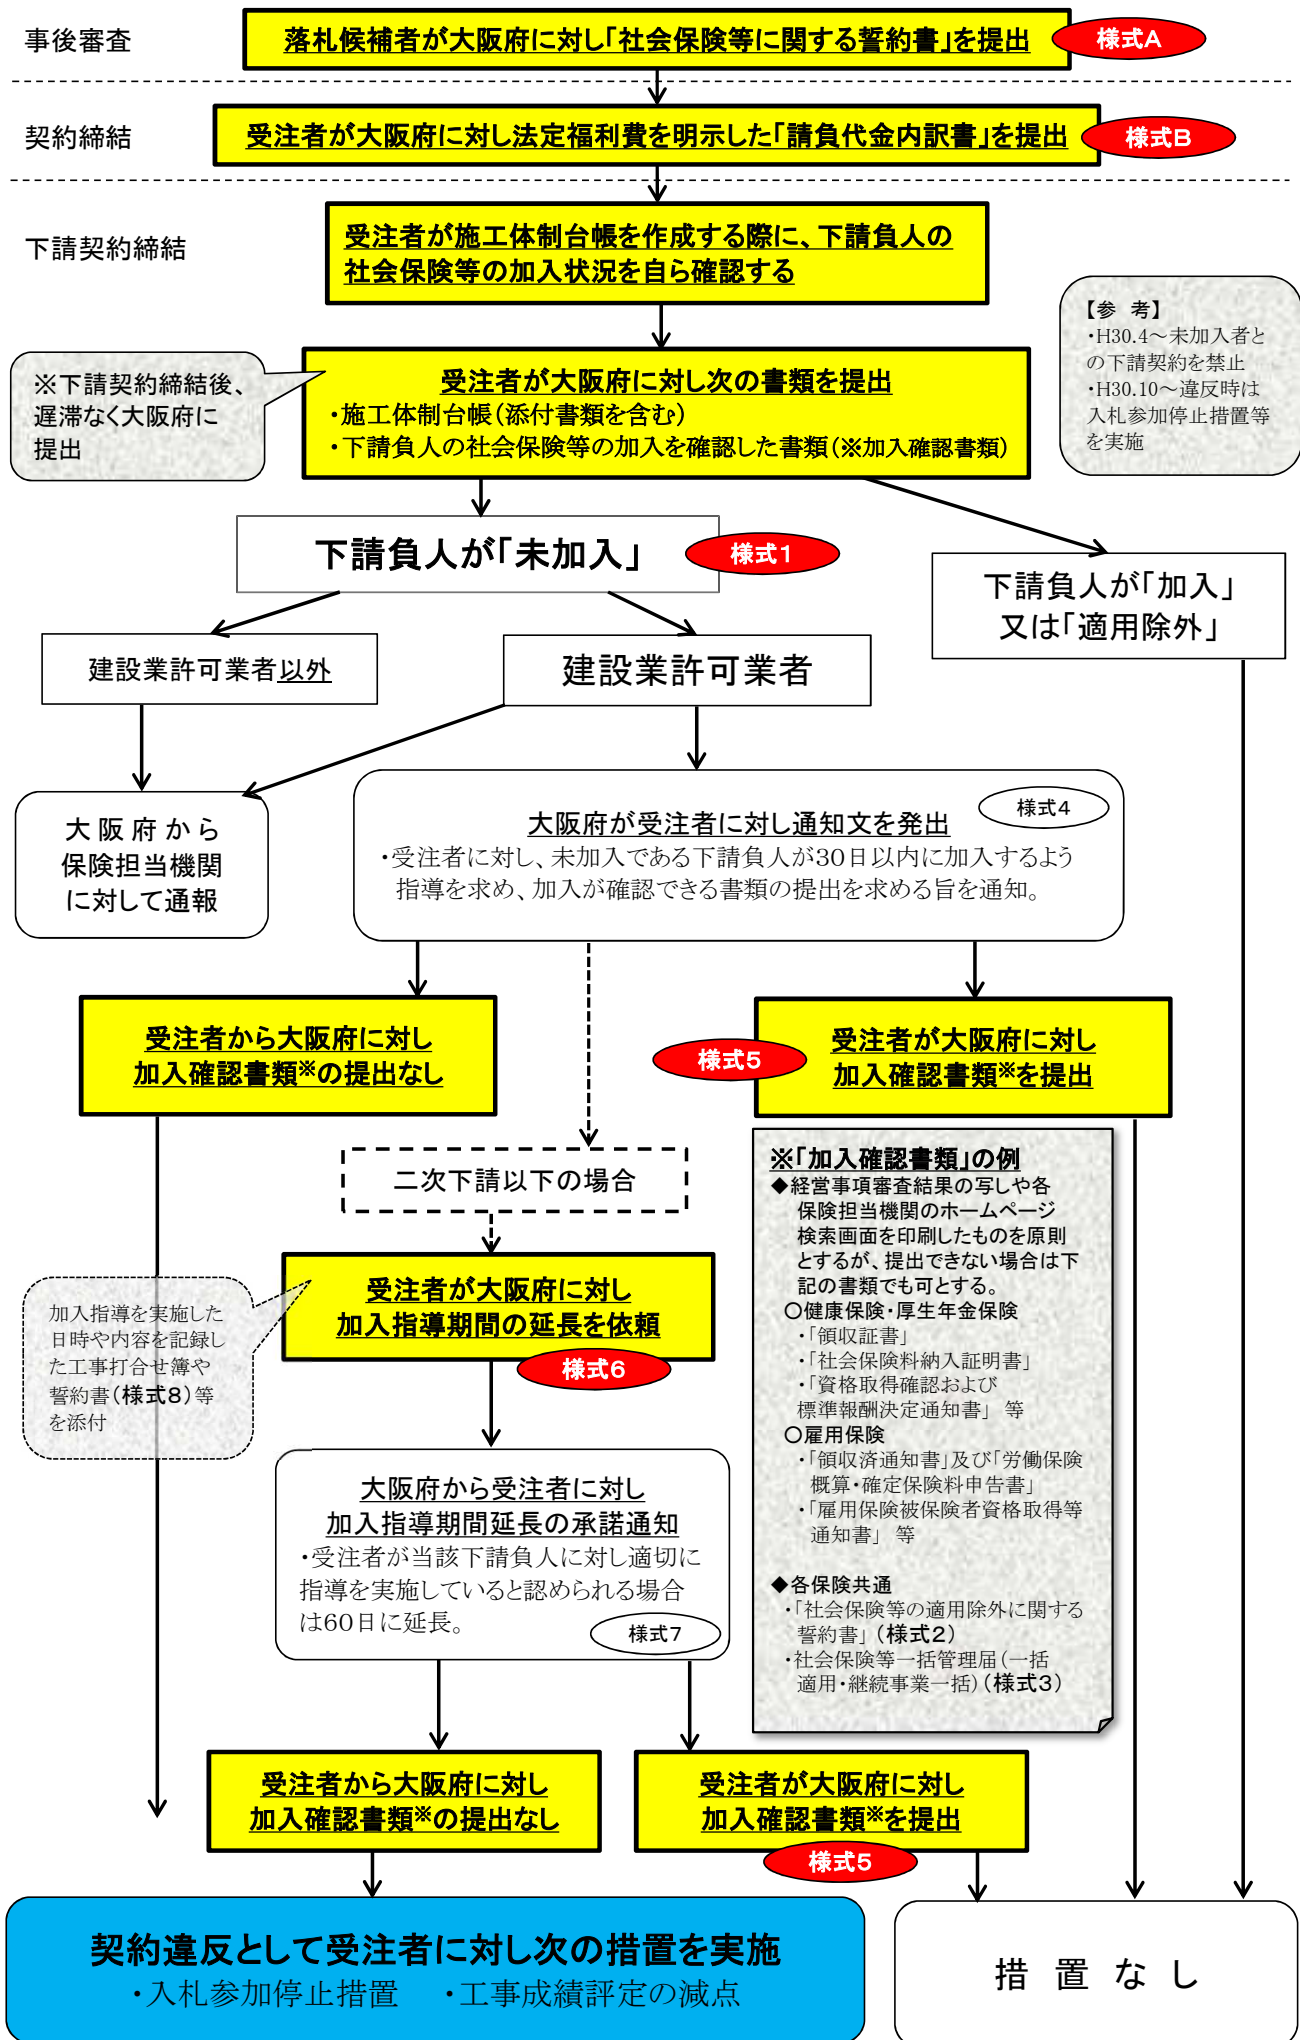 事後審査
落札候補者が大阪府に対し「社会保険等に関する誓約書」を提出
様式A
契約締結
受注者が大阪府に対し法定福利費を明示した「請負代金内訳書」を提出
様式B
下請契約締結
受注者が施工体制台帳を作成する際に、下請負人の
社会保険等の加入状況を自ら確認する
【参 考】
・H30.4～未加入者と
の下請契約を禁止
・H30.10～違反時は
入札参加停止措置等
を実施
※下請契約締結後、
遅滞なく大阪府に
提出
受注者が大阪府に対し次の書類を提出
・施工体制台帳(添付書類を含む)
・下請負人の社会保険等の加入を確認した書類(※加入確認書類)
下請負人が「未加入」
様式1
下請負人が「加入」
又は「適用除外」
建設業許可業者以外
建設業許可業者
大阪府から
保険担当機関
に対して通報
様式4
大阪府が受注者に対し通知文を発出
・受注者に対し、未加入である下請負人が30日以内に加入するよう
指導を求め、加入が確認できる書類の提出を求める旨を通知。
受注者から大阪府に対し
加入確認書類※の提出なし
様式5
受注者が大阪府に対し
加入確認書類※を提出
二次下請以下の場合
受注者が大阪府に対し
加入指導期間の延長を依頼
様式6
加入指導を実施した
日時や内容を記録し
た工事打合せ簿や
誓約書(様式8)等
を添付
大阪府から受注者に対し
加入指導期間延長の承諾通知
・受注者が当該下請負人に対し適切に
指導を実施していると認められる場合
は60日に延長。
様式7
※「加入確認書類」の例
◆経営事項審査結果の写しや各
保険担当機関のホームページ
検索画面を印刷したものを原則
とするが、提出できない場合は下
記の書類でも可とする。
○健康保険・厚生年金保険
・「領収証書」
・「社会保険料納入証明書」
・「資格取得確認および
標準報酬決定通知書」 等
○雇用保険
・「領収済通知書」及び「労働保険
概算・確定保険料申告書」
・「雇用保険被保険者資格取得等
通知書」 等
◆各保険共通
・「社会保険等の適用除外に関する
誓約書」(様式2)
・社会保険等一括管理届(一括
適用・継続事業一括)(様式3)
受注者から大阪府に対し
加入確認書類※の提出なし
受注者が大阪府に対し
加入確認書類※を提出
様式5
契約違反として受注者に対し次の措置を実施
・入札参加停止措置 ・工事成績評定の減点
措 置 な し